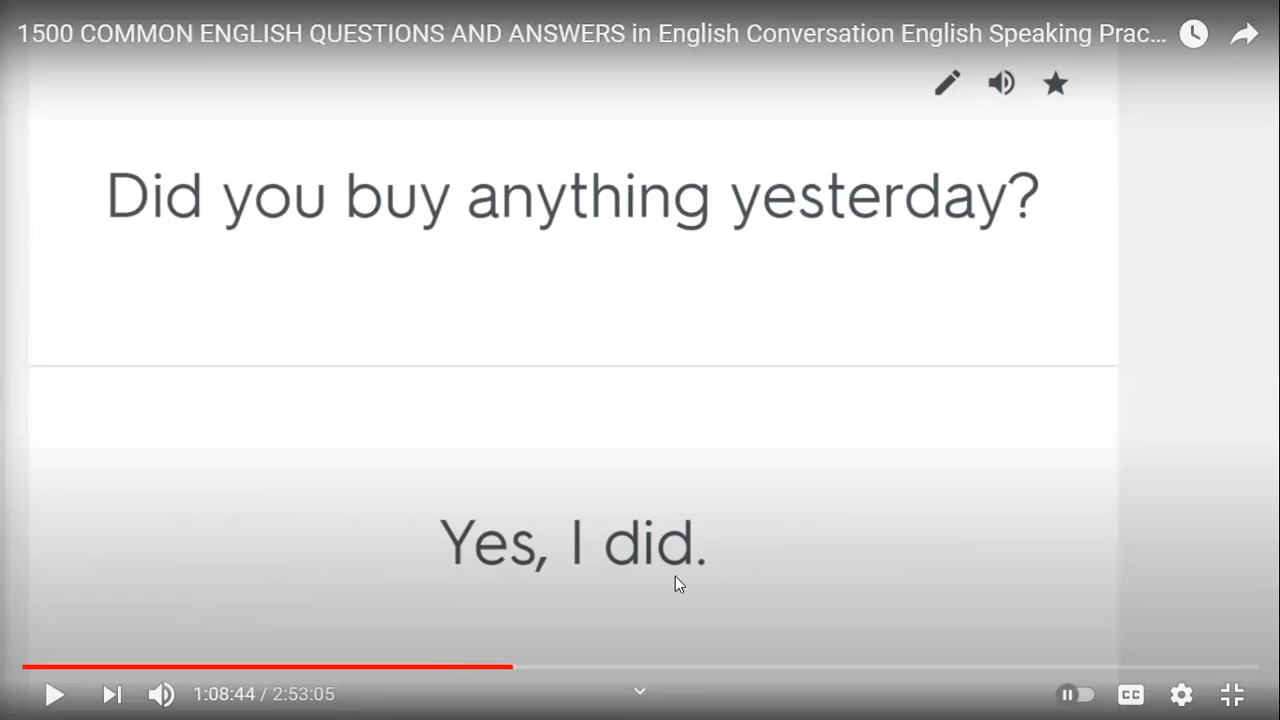 1500 COMMON ENGLISH QUESTIONS AND ANSWERS in English Conversation English Speaking Prac...
Did you buy anything yesterday?
Yes, I did.
1:08:44 / 2:53:05
CC